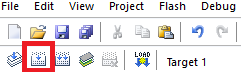 File Edit View Project Flash Debug
LOAD
Target 1